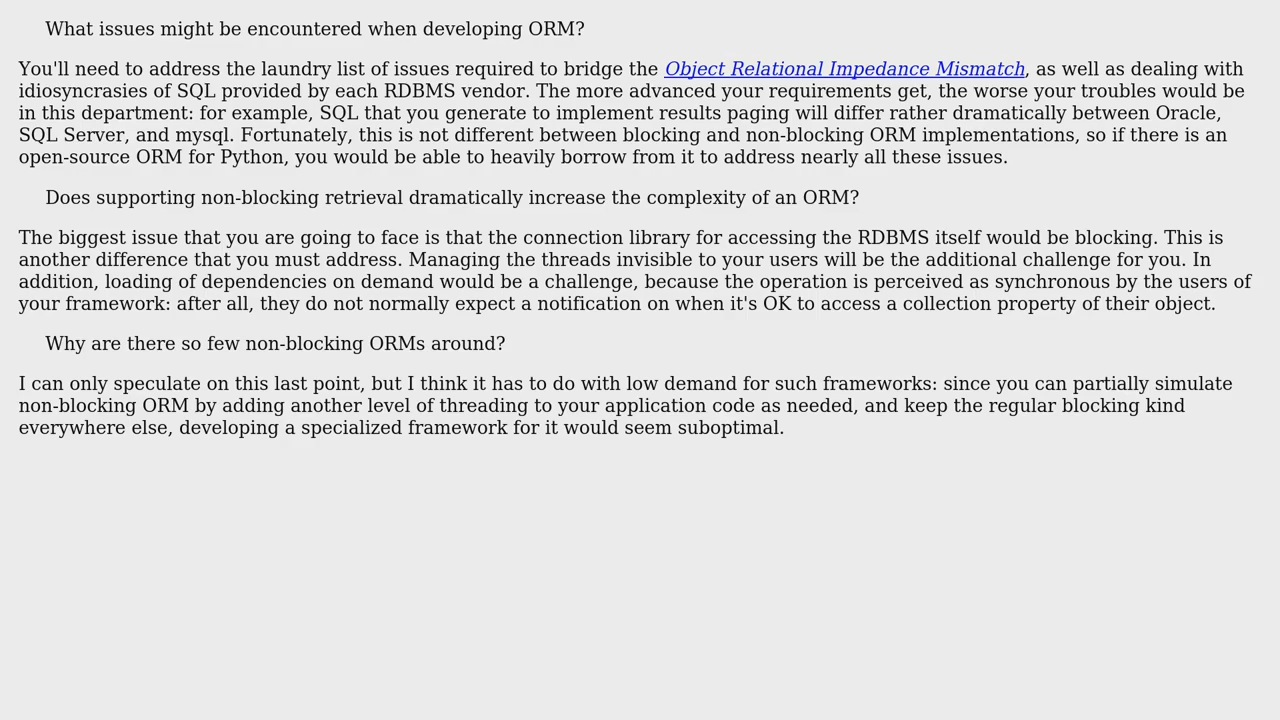 What issues might be encountered when developing ORM?
You'll need to address the laundry list of issues required to bridge the Object Relational Impedance Mismatch, as well as dealing with
idiosyncrasies of SQL provided by each RDBMS vendor. The more advanced your requirements get, the worse your troubles would be
in this department: for example, SQL that you generate to implement results paging will differ rather dramatically between Oracle,
SQL Server, and mysql. Fortunately, this is not different between blocking and non-blocking ORM implementations, so if there is an
open-source ORM for Python, you would be able to heavily borrow from it to address nearly all these issues.
Does supporting non-blocking retrieval dramatically increase the complexity of an ORM?
The biggest issue that you are going to face is that the connection library for accessing the RDBMS itself would be blocking. This is
another difference that you must address. Managing the threads invisible to your users will be the additional challenge for you. In
addition, loading of dependencies on demand would be a challenge, because the operation is perceived as synchronous by the users of
your framework: after all, they do not normally expect a notification on when it's OK to access a collection property of their object.
Why are there so few non-blocking ORMs around?
I can only speculate on this last point, but I think it has to do with low demand for such frameworks: since you can partially simulate
non-blocking ORM by adding another level of threading to your application code as needed, and keep the regular blocking kind
everywhere else, developing a specialized framework for it would seem suboptimal.